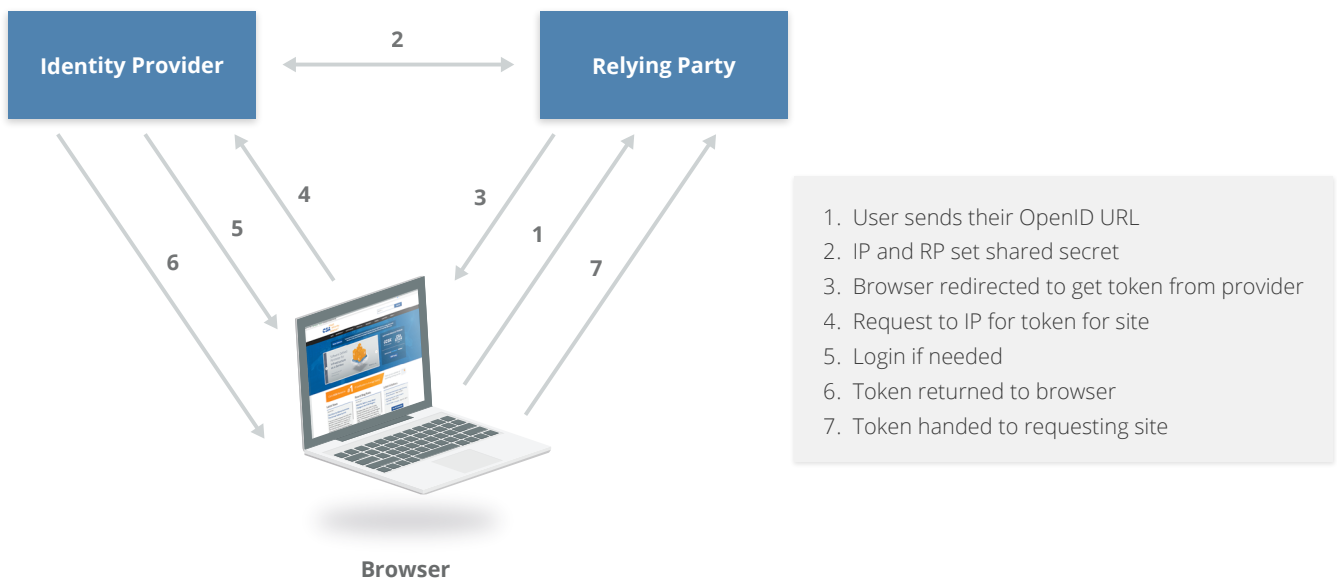 Identity Provider
2
Relying Party
4
3
5
1
6
7
1. User sends their OpenID URL
2. IP and RP set shared secret
3. Browser redirected to get token from provider
4. Request to IP for token for site
5. Login if needed
6. Token returned to browser
7. Token handed to requesting site
Browser